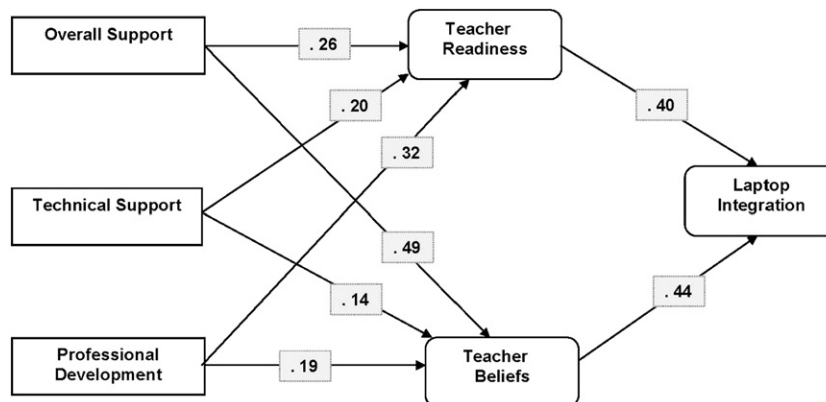 Overall Support
. 26
Teacher
Readiness
. 20
. 40
. 32
Technical Support
Laptop
Integration
. 49
. 14
. 44
Professional
Development
. 19
Teacher
Beliefs